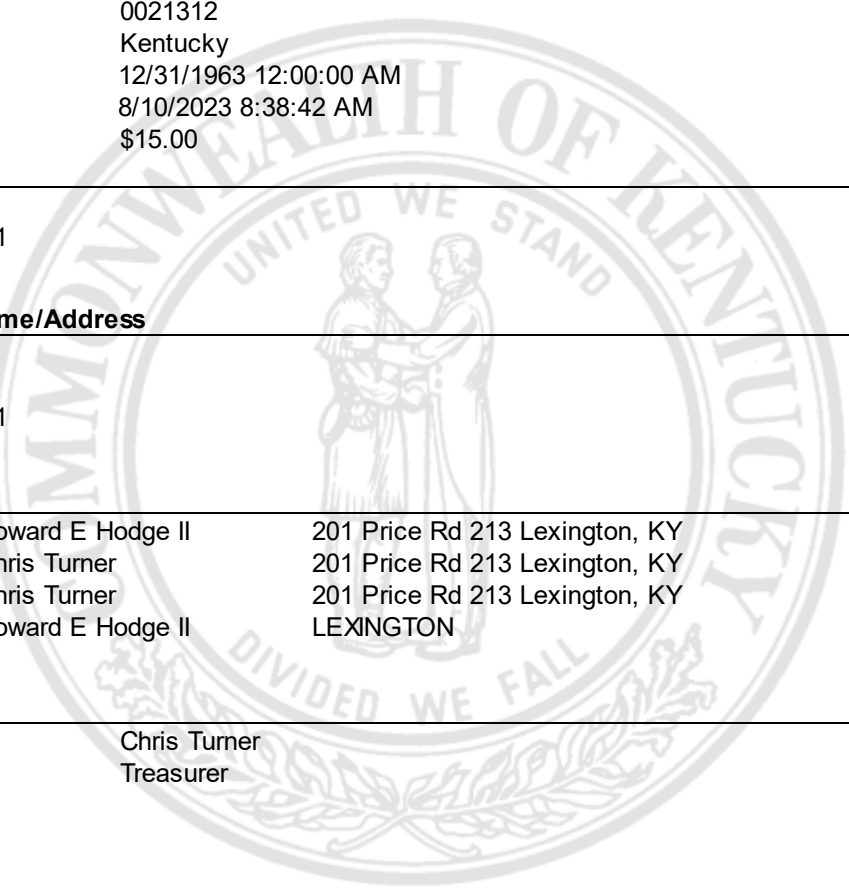 0021312
Kentucky
12/31/1963 12:00:00 AM
8/10/2023 8:38:42 AM
$15.00
1
me/Address
1
oward E Hodge II 201 Price Rd 213 Lexington, KY
hris Turner 201 Price Rd 213 Lexington, KY
hris Turner 201 Price Rd 213 Lexington, KY
oward E Hodge II LEXINGTON
Chris Turner
Treasurer
COMMONWEALTH OF KENTUCKY
UNITED WE STAND
DIVIDED WE FALL